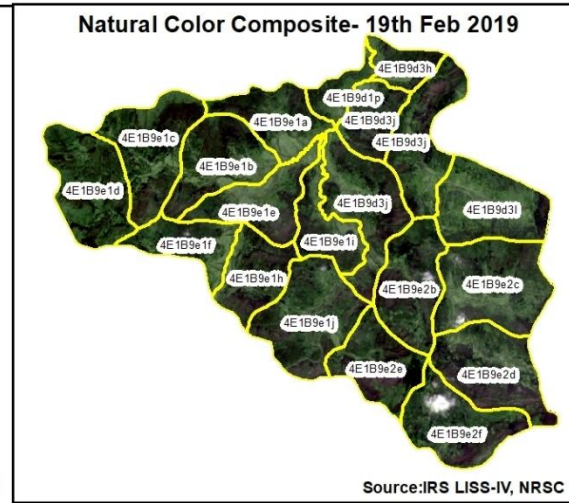 Natural Color Composite- 19th Feb 2019
4E1B9d3h
4E1B9d1p
4E1B9e1a
4E1B9d3j
4E1B9e1c
4E1B9d3j
4E1B9e1b
4E1B9e1d
4E1B9d3j
4E1B9d3l
4E1B9e1e
4E1B9e1f
4E1B9e1i
4E1B9e1h
4E1B9e2c
4E1B9e2b
4E1B9e1j
4E1B9e2e
4E1B9e2d
4E1B9e2f
Source:IRS LISS-IV, NRSC